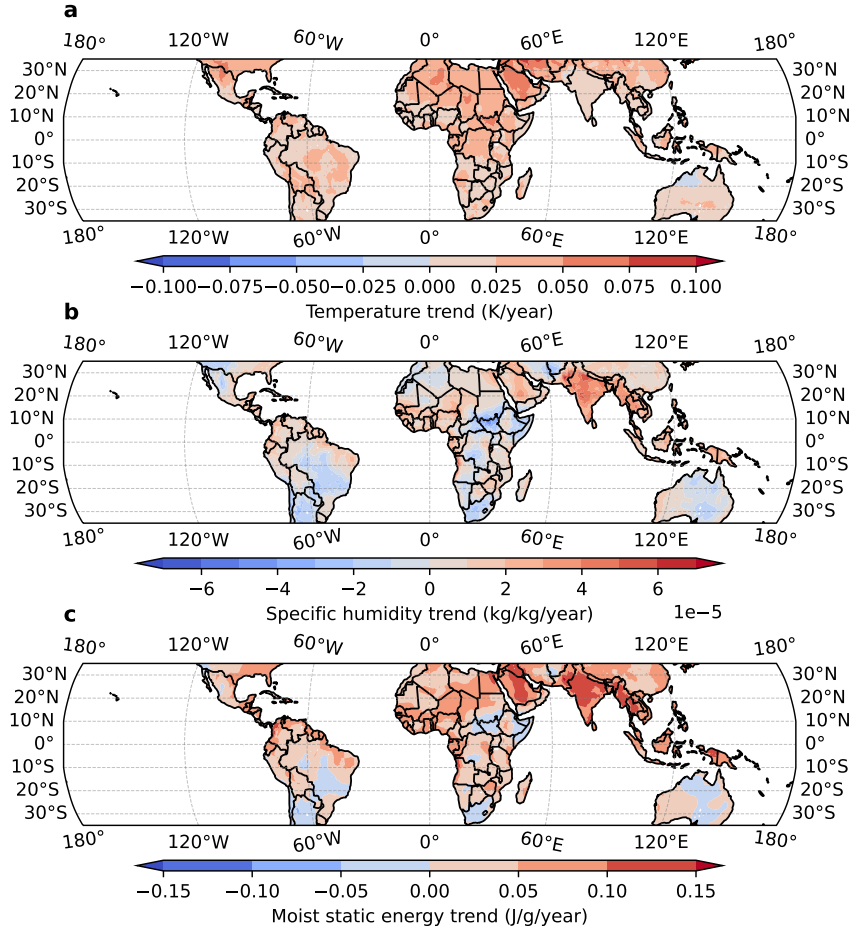 a
180° 120°W 60°W 0° 60°E 120°E 180°
30°N 30°N
20°N 20°N
10°N 10°N
0° 0°
10°S 10°S
20°S 20°S
30°S 30°S
180° 120°W 60°W 0° 60°E 120°E 180°
−0.100 −0.075 −0.050 −0.025 0.000 0.025 0.050 0.075 0.100
Temperature trend (K/year)
b
180° 120°W 60°W 0° 60°E 120°E 180°
30°N 30°N
20°N 20°N
10°N 10°N
0° 0°
10°S 10°S
20°S 20°S
30°S 30°S
180° 120°W 60°W 0° 60°E 120°E 180°
−6 −4 −2 0 2 4 6
Specific humidity trend (kg/kg/year) 1e−5
c
180° 120°W 60°W 0° 60°E 120°E 180°
30°N 30°N
20°N 20°N
10°N 10°N
0° 0°
10°S 10°S
20°S 20°S
30°S 30°S
180° 120°W 60°W 0° 60°E 120°E 180°
−0.15 −0.10 −0.05 0.00 0.05 0.10 0.15
Moist static energy trend (J/g/year)